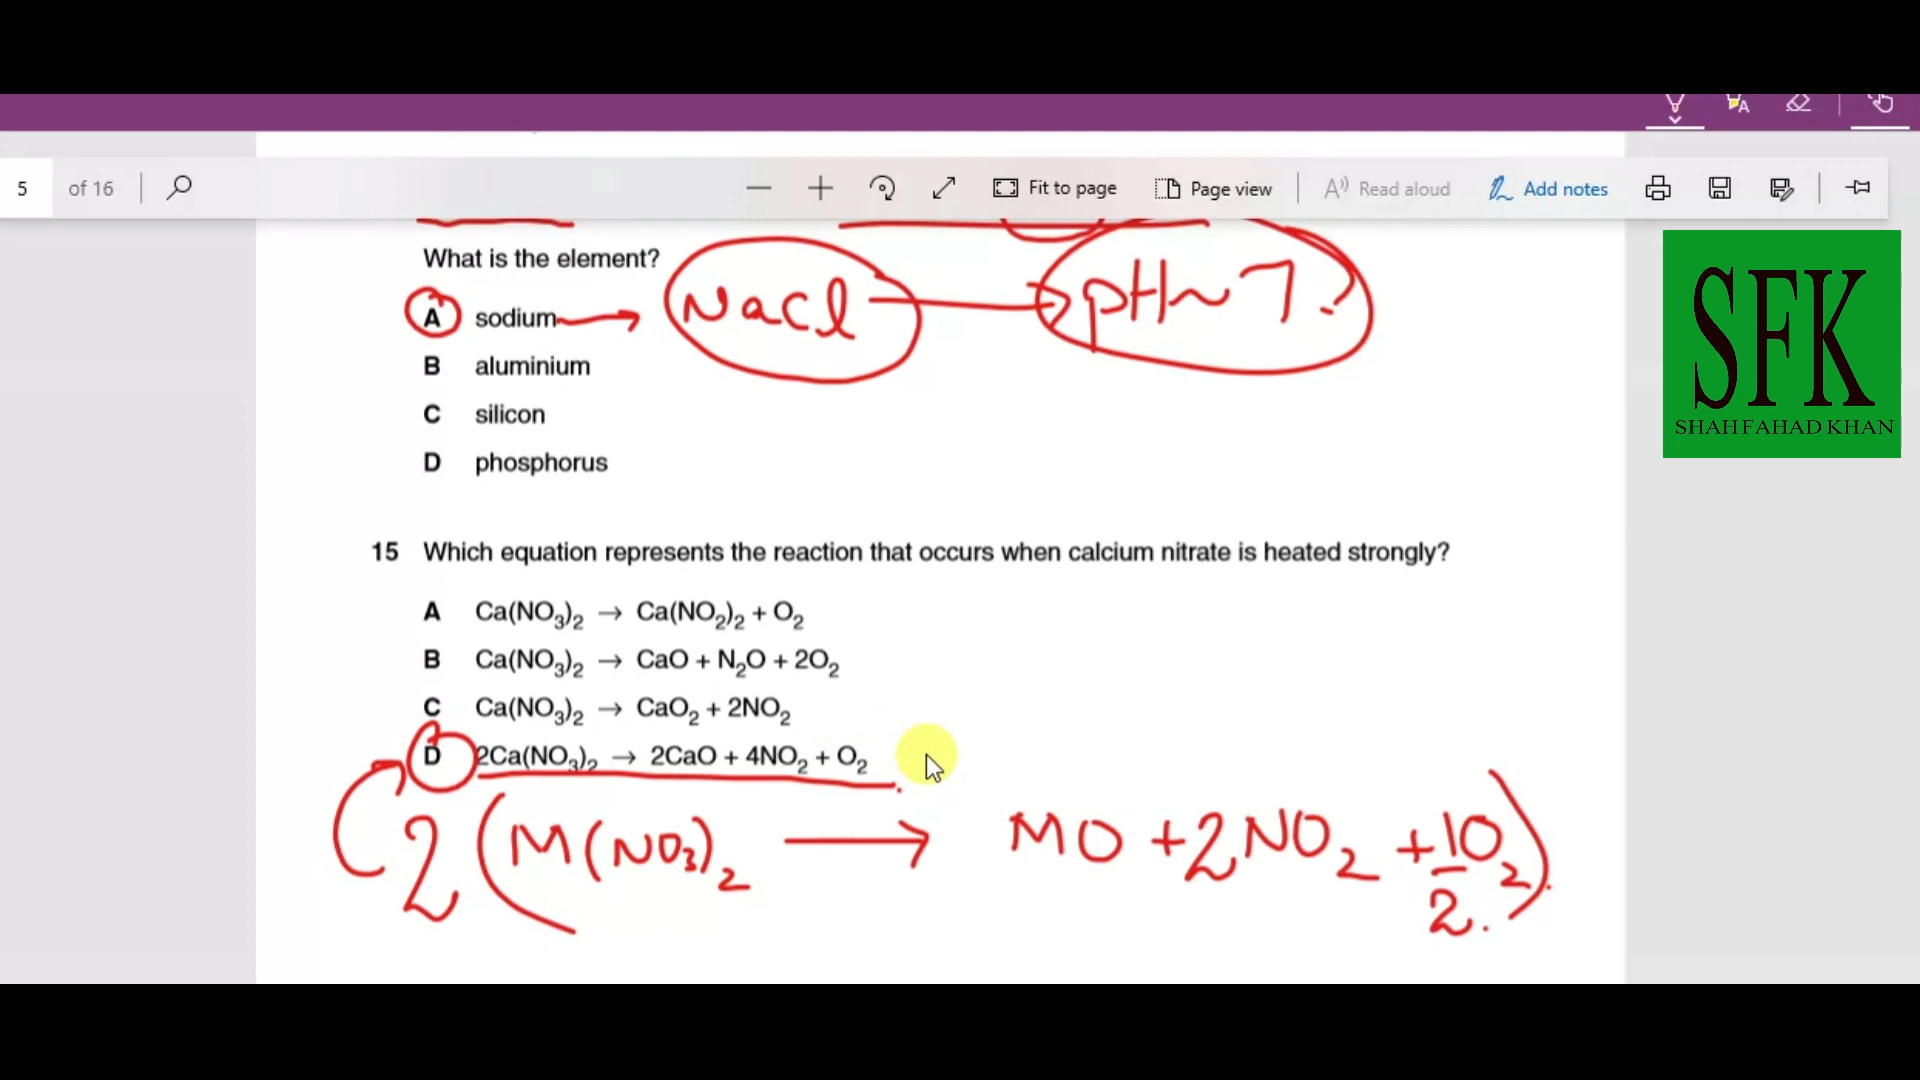 5 of 16 Fit to page Page view A Read aloud Add notes
What is the element?
A sodium → NaCl → pH~7.
B aluminium
C silicon
D phosphorus
SFK
SHAH FAHAD KHAN
15 Which equation represents the reaction that occurs when calcium nitrate is heated strongly?
A Ca(NO₃)₂ → Ca(NO₂)₂ + O₂
B Ca(NO₃)₂ → CaO + N₂O + 2O₂
C Ca(NO₃)₂ → CaO₂ + 2NO₂
D 2Ca(NO₃)₂ → 2CaO + 4NO₂ + O₂
2(M(NO₃)₂ → MO + 2NO₂ + 1/2 O₂).